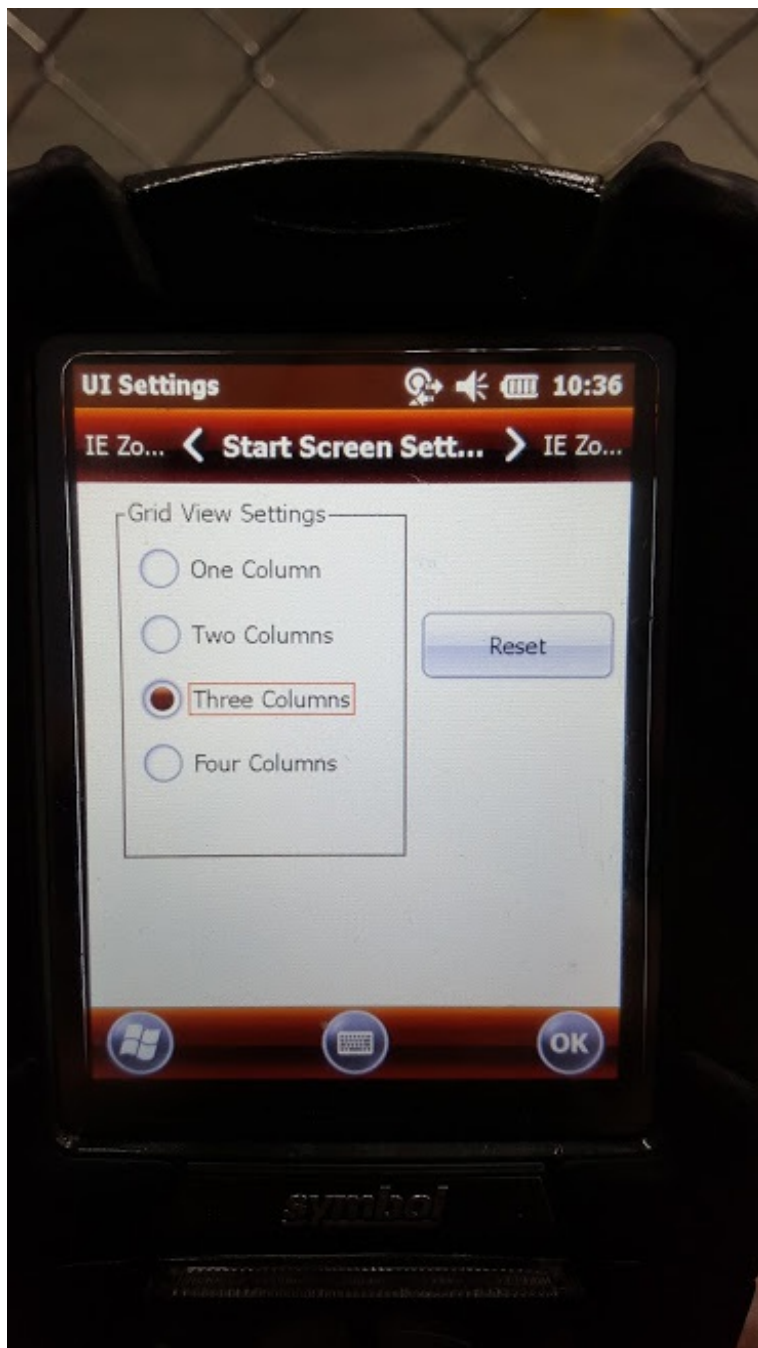 UI Settings 10:36
IE Zo... Start Screen Sett... IE Zo...
Grid View Settings
One Column
Two Columns
Reset
Three Columns
Four Columns
OK
symbol